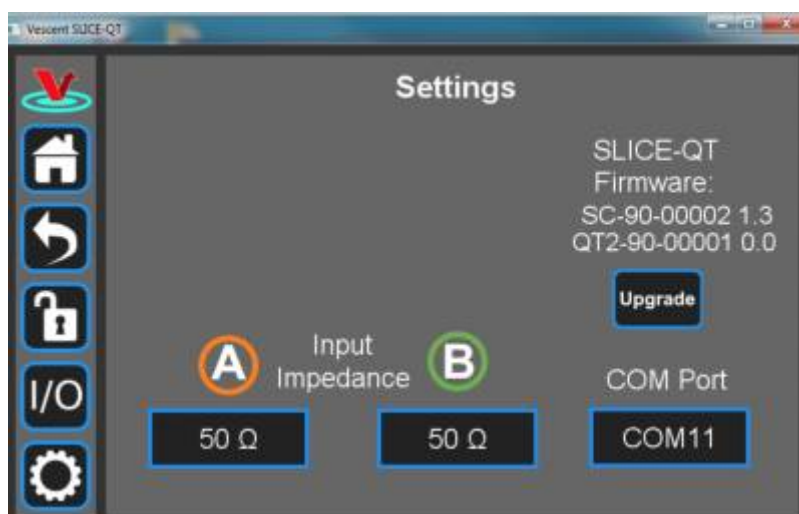 Vescent SLICE-QT
Settings
SLICE-QT
Firmware:
SC-90-00002 1.3
QT2-90-00001 0.0
Upgrade
A
Input
Impedance
B
COM Port
I/O
50 Ω
50 Ω
COM11